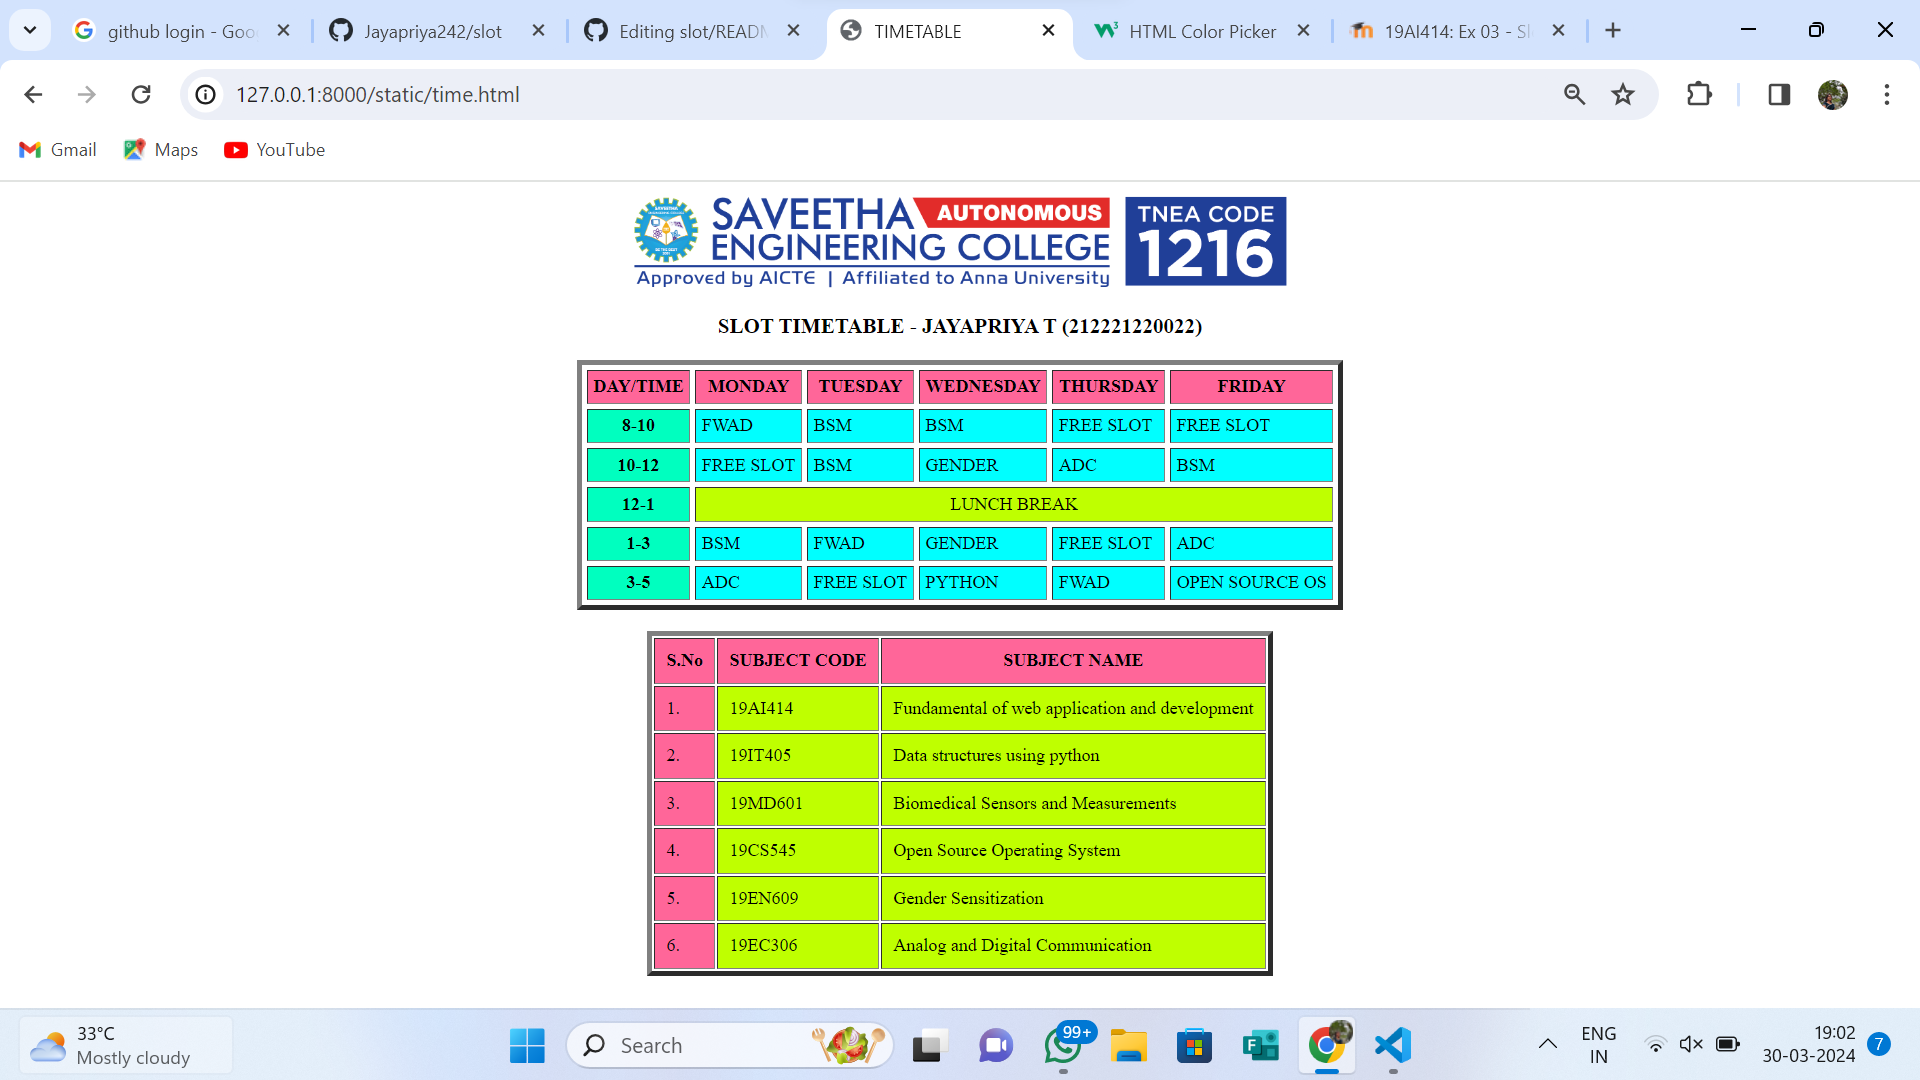 github login - Goo
Jayapriya242/slot
Editing slot/READM
TIMETABLE
HTML Color Picker
19AI414: Ex 03 - Sl
127.0.0.1:8000/static/time.html
Gmail
Maps
YouTube
SAVEETHA AUTONOMOUS
ENGINEERING COLLEGE
Approved by AICTE | Affiliated to Anna University
TNEA CODE
1216
SLOT TIMETABLE - JAYAPRIYA T (212221220022)
DAY/TIME MONDAY TUESDAY WEDNESDAY THURSDAY FRIDAY
8-10 FWAD BSM BSM FREE SLOT FREE SLOT
10-12 FREE SLOT BSM GENDER ADC BSM
12-1 LUNCH BREAK
1-3 BSM FWAD GENDER FREE SLOT ADC
3-5 ADC FREE SLOT PYTHON FWAD OPEN SOURCE OS
S.No SUBJECT CODE SUBJECT NAME
1. 19AI414 Fundamental of web application and development
2. 19IT405 Data structures using python
3. 19MD601 Biomedical Sensors and Measurements
4. 19CS545 Open Source Operating System
5. 19EN609 Gender Sensitization
6. 19EC306 Analog and Digital Communication
33°C
Mostly cloudy
Search
99+
ENG
IN
19:02
30-03-2024
7